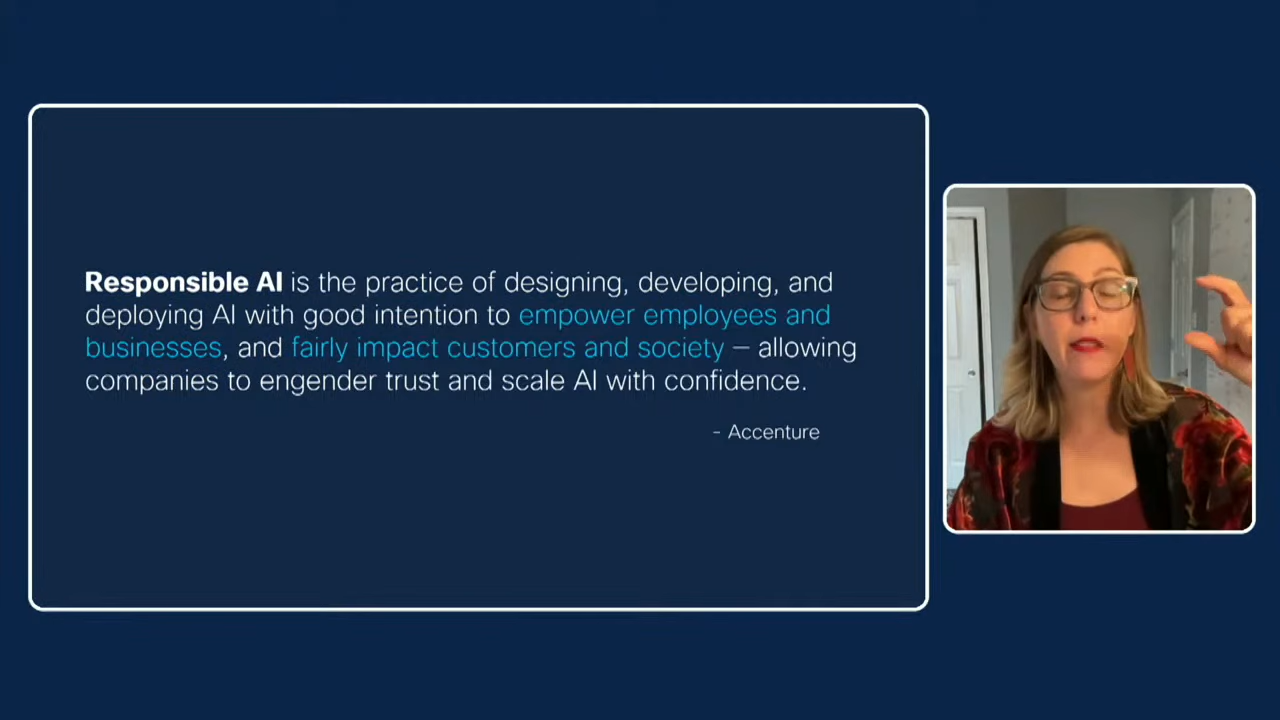 Responsible AI is the practice of designing, developing, and
deploying AI with good intention to empower employees and
businesses, and fairly impact customers and society – allowing
companies to engender trust and scale AI with confidence.
- Accenture